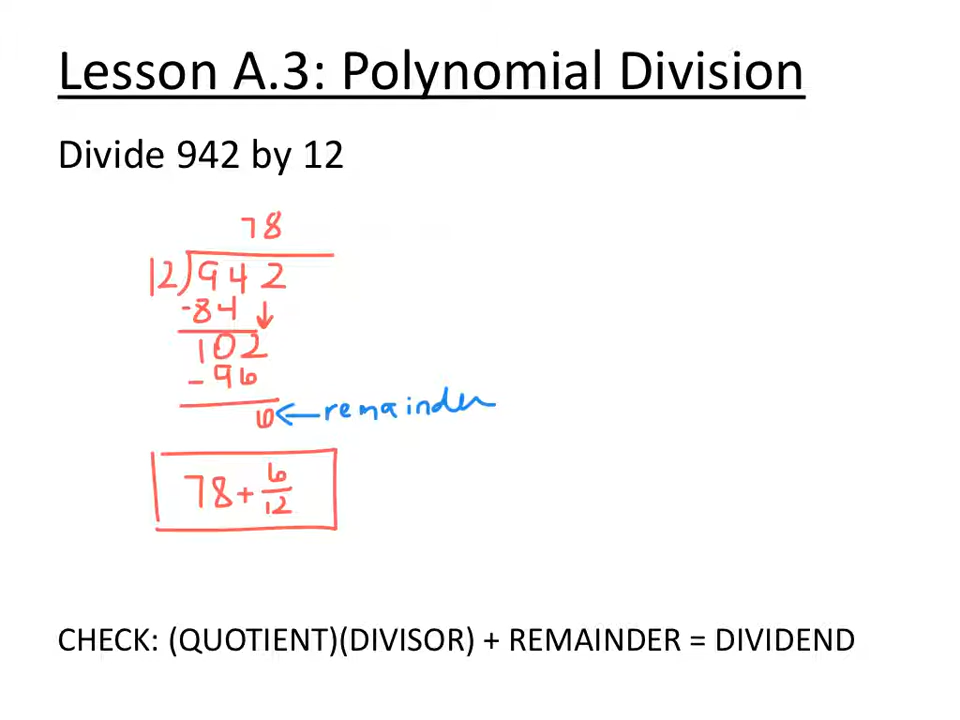 Lesson A.3: Polynomial Division
Divide 942 by 12
78
12)942
-84↓
102
-96
6 ← remainder
78 + 6/12
CHECK: (QUOTIENT)(DIVISOR) + REMAINDER = DIVIDEND